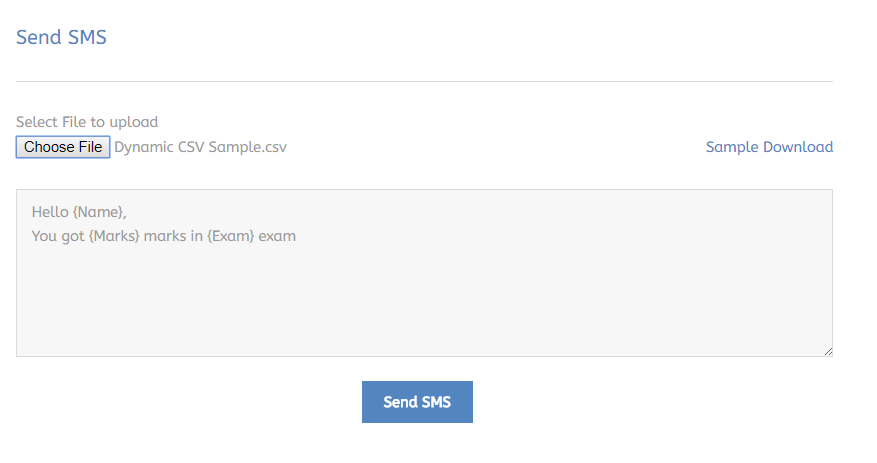 Send SMS
Select File to upload
Choose File Dynamic CSV Sample.csv Sample Download
Hello {Name},
You got {Marks} marks in {Exam} exam
Send SMS